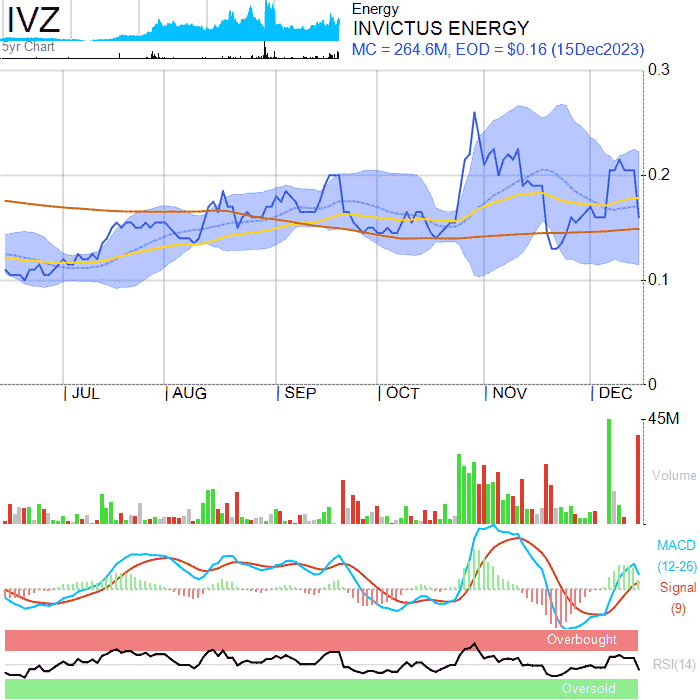 IVZ
5yr Chart
Energy
INVICTUS ENERGY
MC = 264.6M, EOD = $0.16 (15Dec2023)
0.3
0.2
0.1
0
JUL AUG SEP OCT NOV DEC
45M
Volume
MACD
(12-26)
Signal
(9)
Overbought
RSI(14)
Oversold